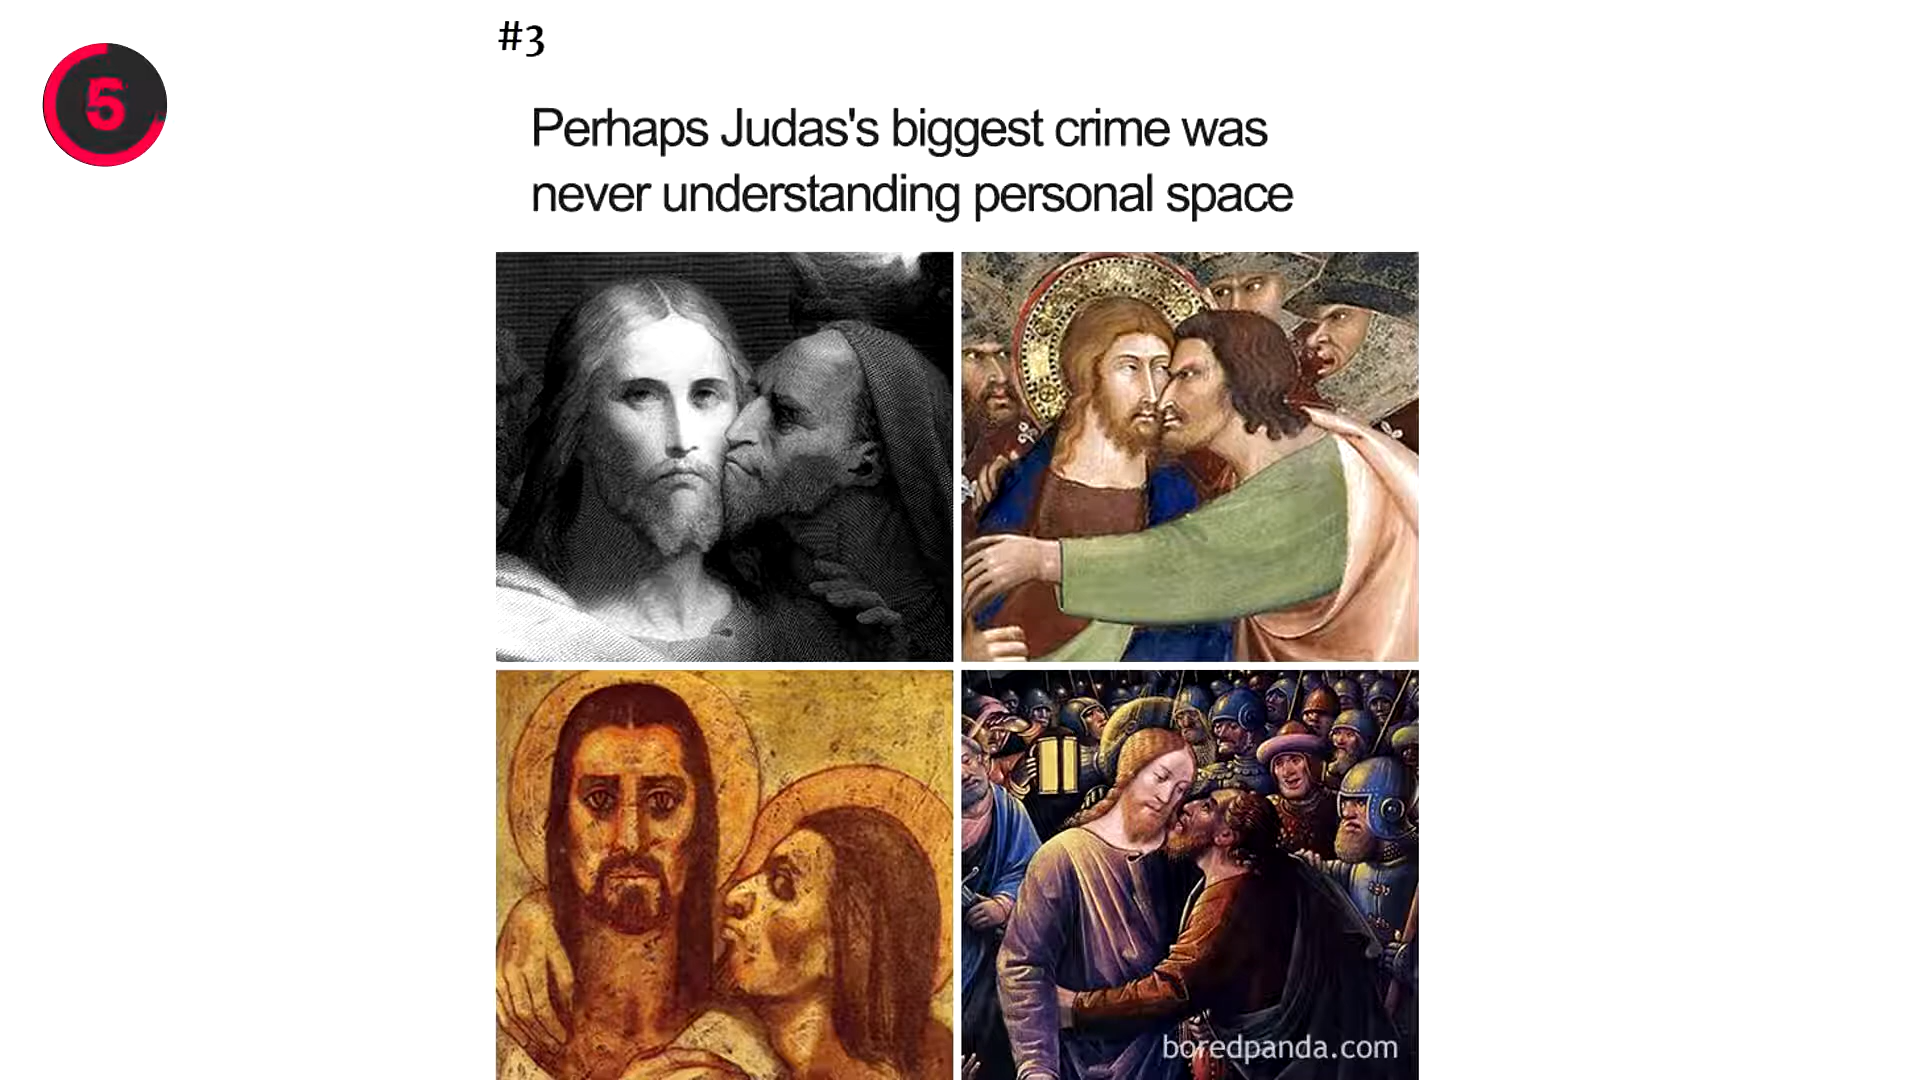 #3
5
Perhaps Judas's biggest crime was
never understanding personal space
boredpanda.com